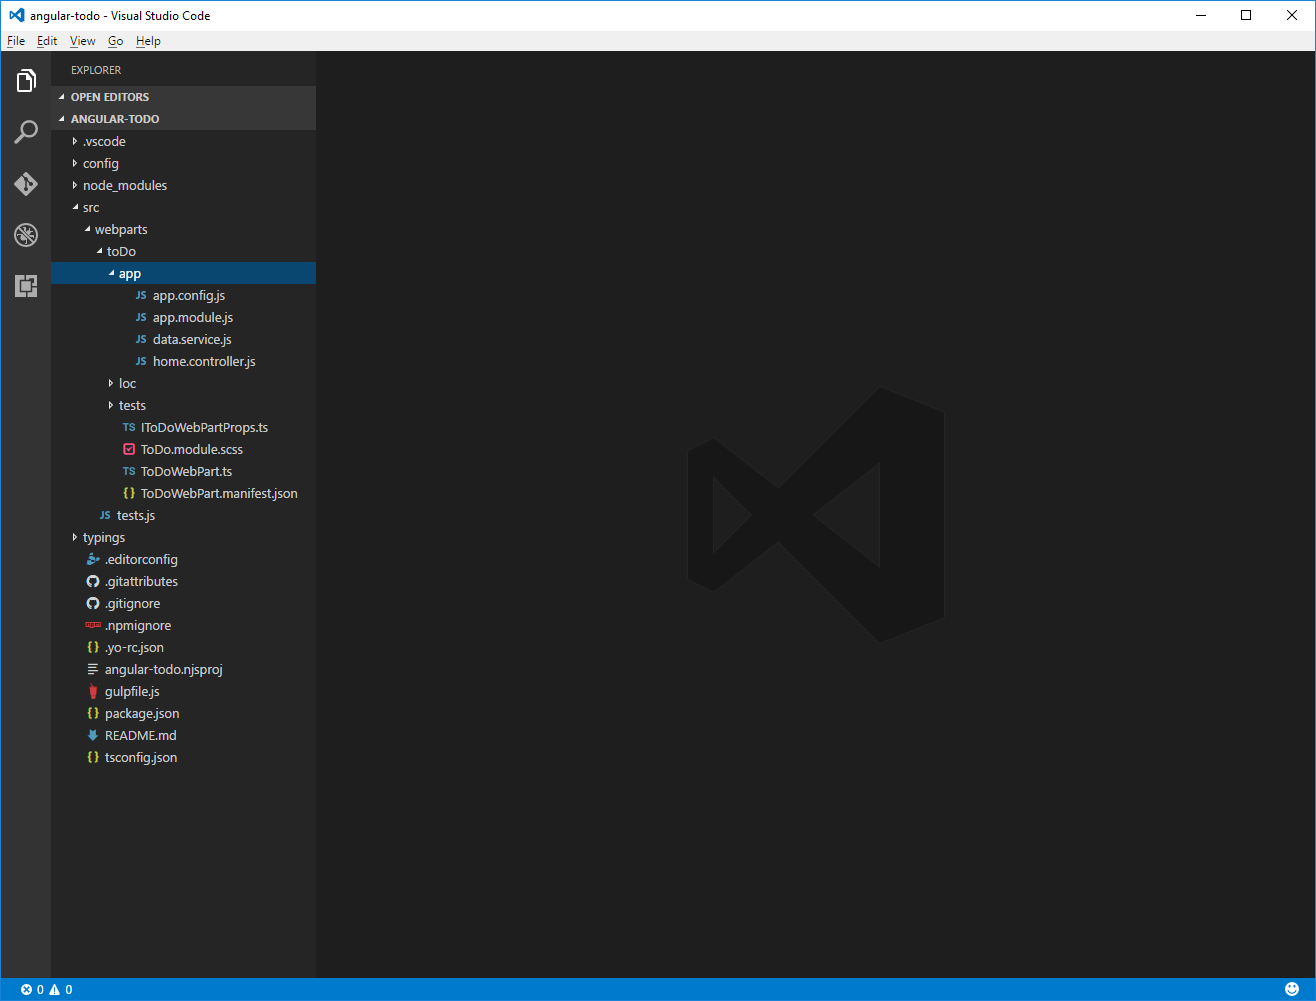 angular-todo - Visual Studio Code
File Edit View Go Help
EXPLORER
OPEN EDITORS
ANGULAR-TODO
.vscode
config
node_modules
src
webparts
toDo
app
JS app.config.js
JS app.module.js
JS data.service.js
JS home.controller.js
loc
tests
TS IToDoWebPartProps.ts
ToDo.module.scss
TS ToDoWebPart.ts
{} ToDoWebPart.manifest.json
JS tests.js
typings
.editorconfig
.gitattributes
.gitignore
npm .npmignore
{} .yo-rc.json
angular-todo.njsproj
gulpfile.js
{} package.json
README.md
{} tsconfig.json
0 0